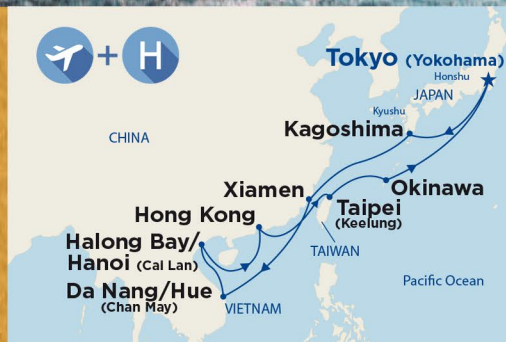 + H
Tokyo (Yokohama)
Honshu
JAPAN
Kyushu
Kagoshima
CHINA
Xiamen
Okinawa
Hong Kong
Taipei
(Keelung)
Halong Bay/
Hanoi (Cai Lan)
TAIWAN
Pacific Ocean
Da Nang/Hue
(Chan May)
VIETNAM